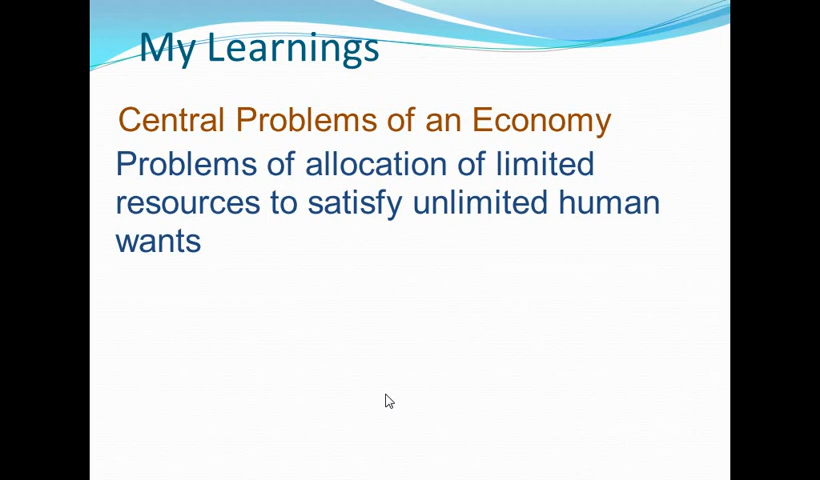 My Learnings
Central Problems of an Economy
Problems of allocation of limited
resources to satisfy unlimited human
wants